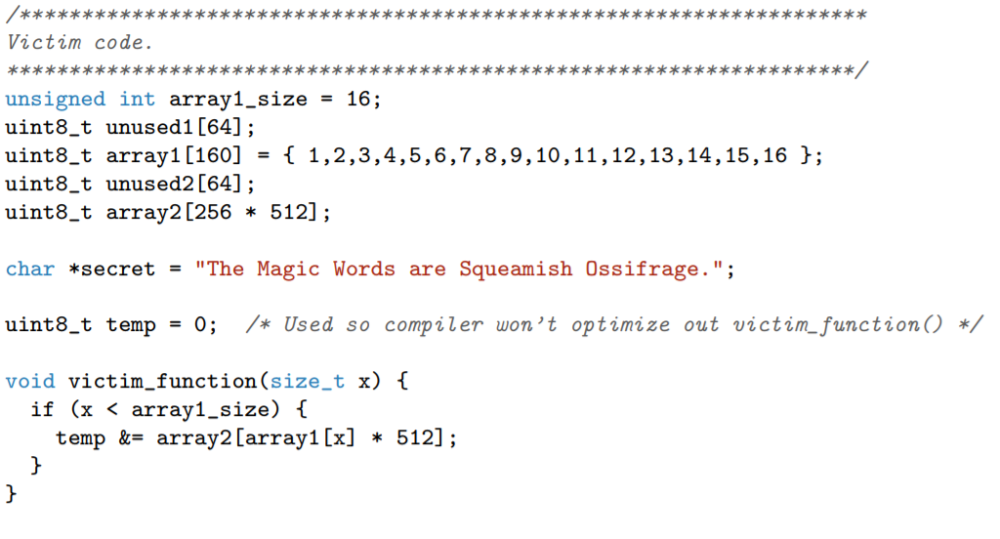 /*********************************************************************
Victim code.
*********************************************************************/
unsigned int array1_size = 16;
uint8_t unused1[64];
uint8_t array1[160] = { 1,2,3,4,5,6,7,8,9,10,11,12,13,14,15,16 };
uint8_t unused2[64];
uint8_t array2[256 * 512];
char *secret = "The Magic Words are Squeamish Ossifrage.";
uint8_t temp = 0;  /* Used so compiler won't optimize out victim_function() */
void victim_function(size_t x) {
  if (x < array1_size) {
    temp &= array2[array1[x] * 512];
  }
}